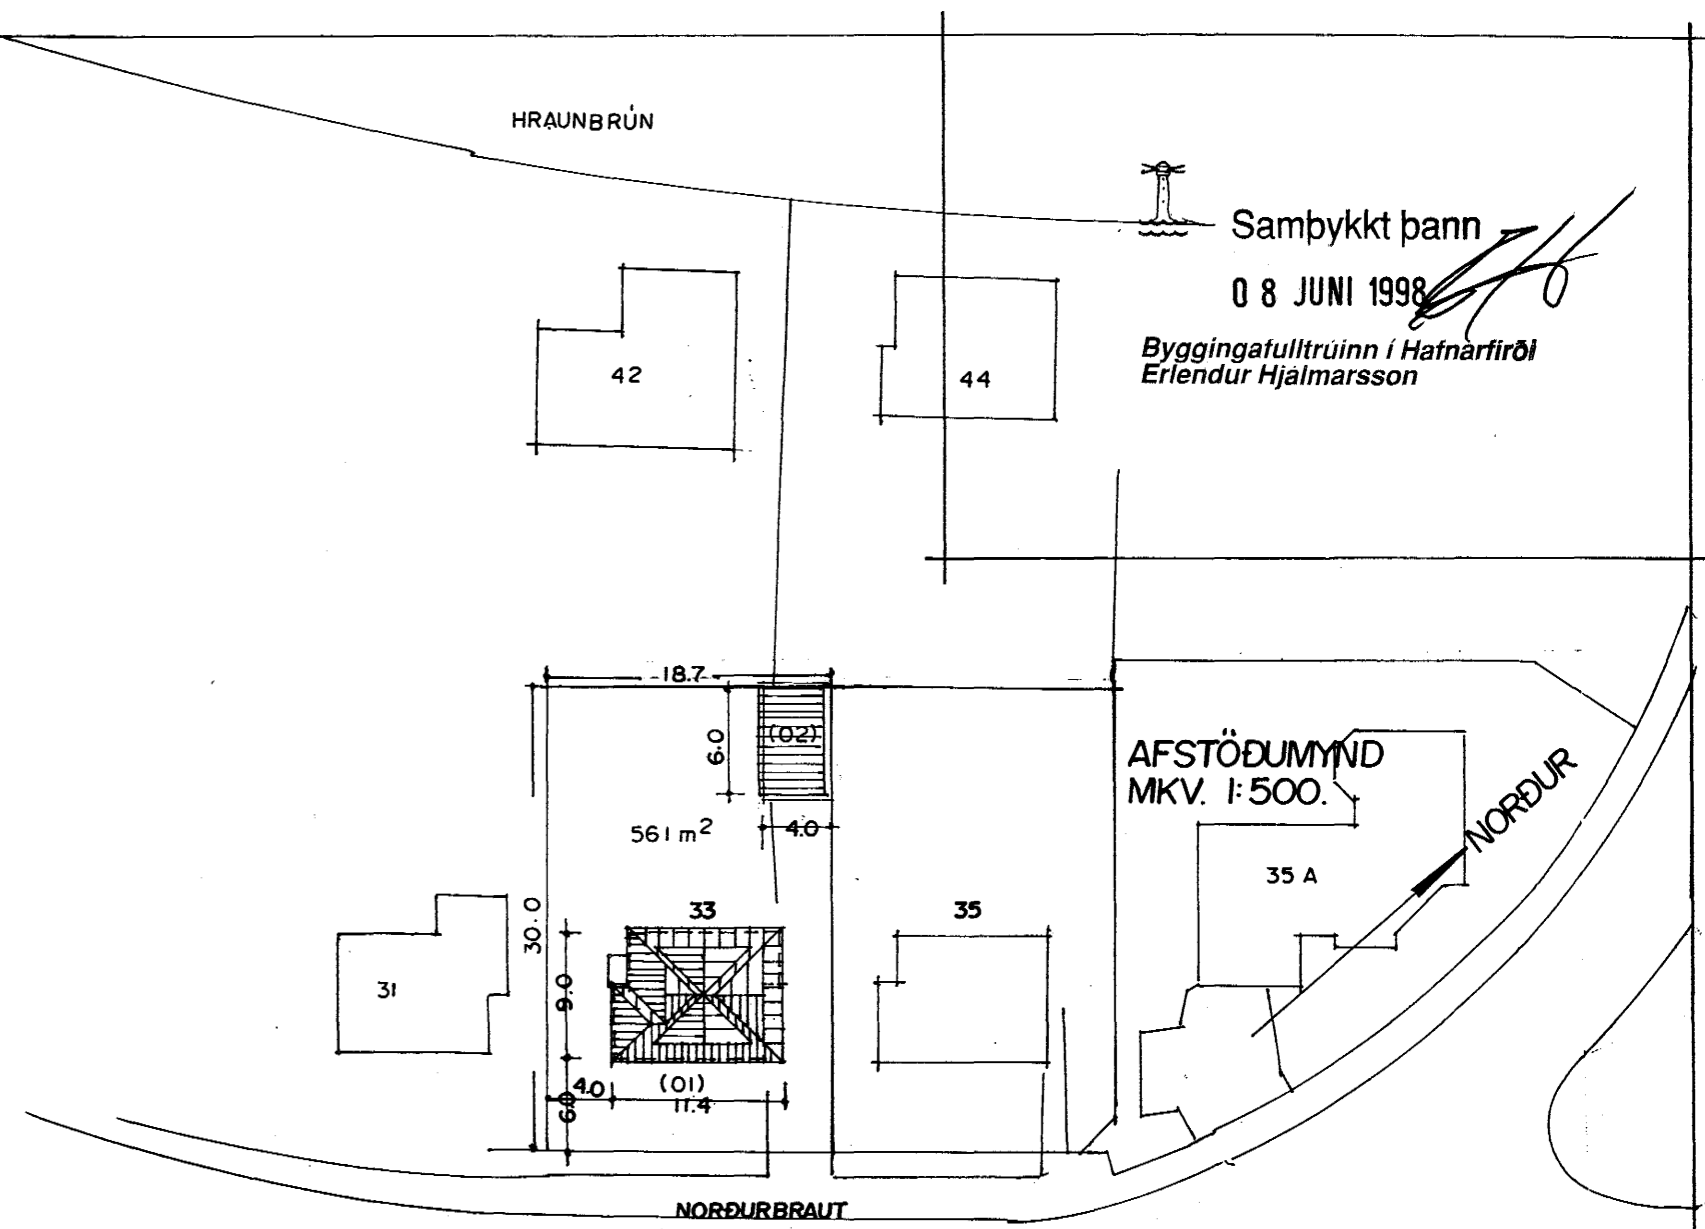 HRAUNBRÚN
Samþykkt þann
08 JUNI 1998
Byggingafulltrúinn í Hafnarfirði
Erlendur Hjálmarsson
42
44
18.7
6.0
(02)
AFSTÖÐUMYND
MKV. 1:500.
NORÐUR
4.0
561 m²
35 A
33
35
30.0
31
9.0
4.0
(01)
11.4
6.0
NORÐURBRAUT